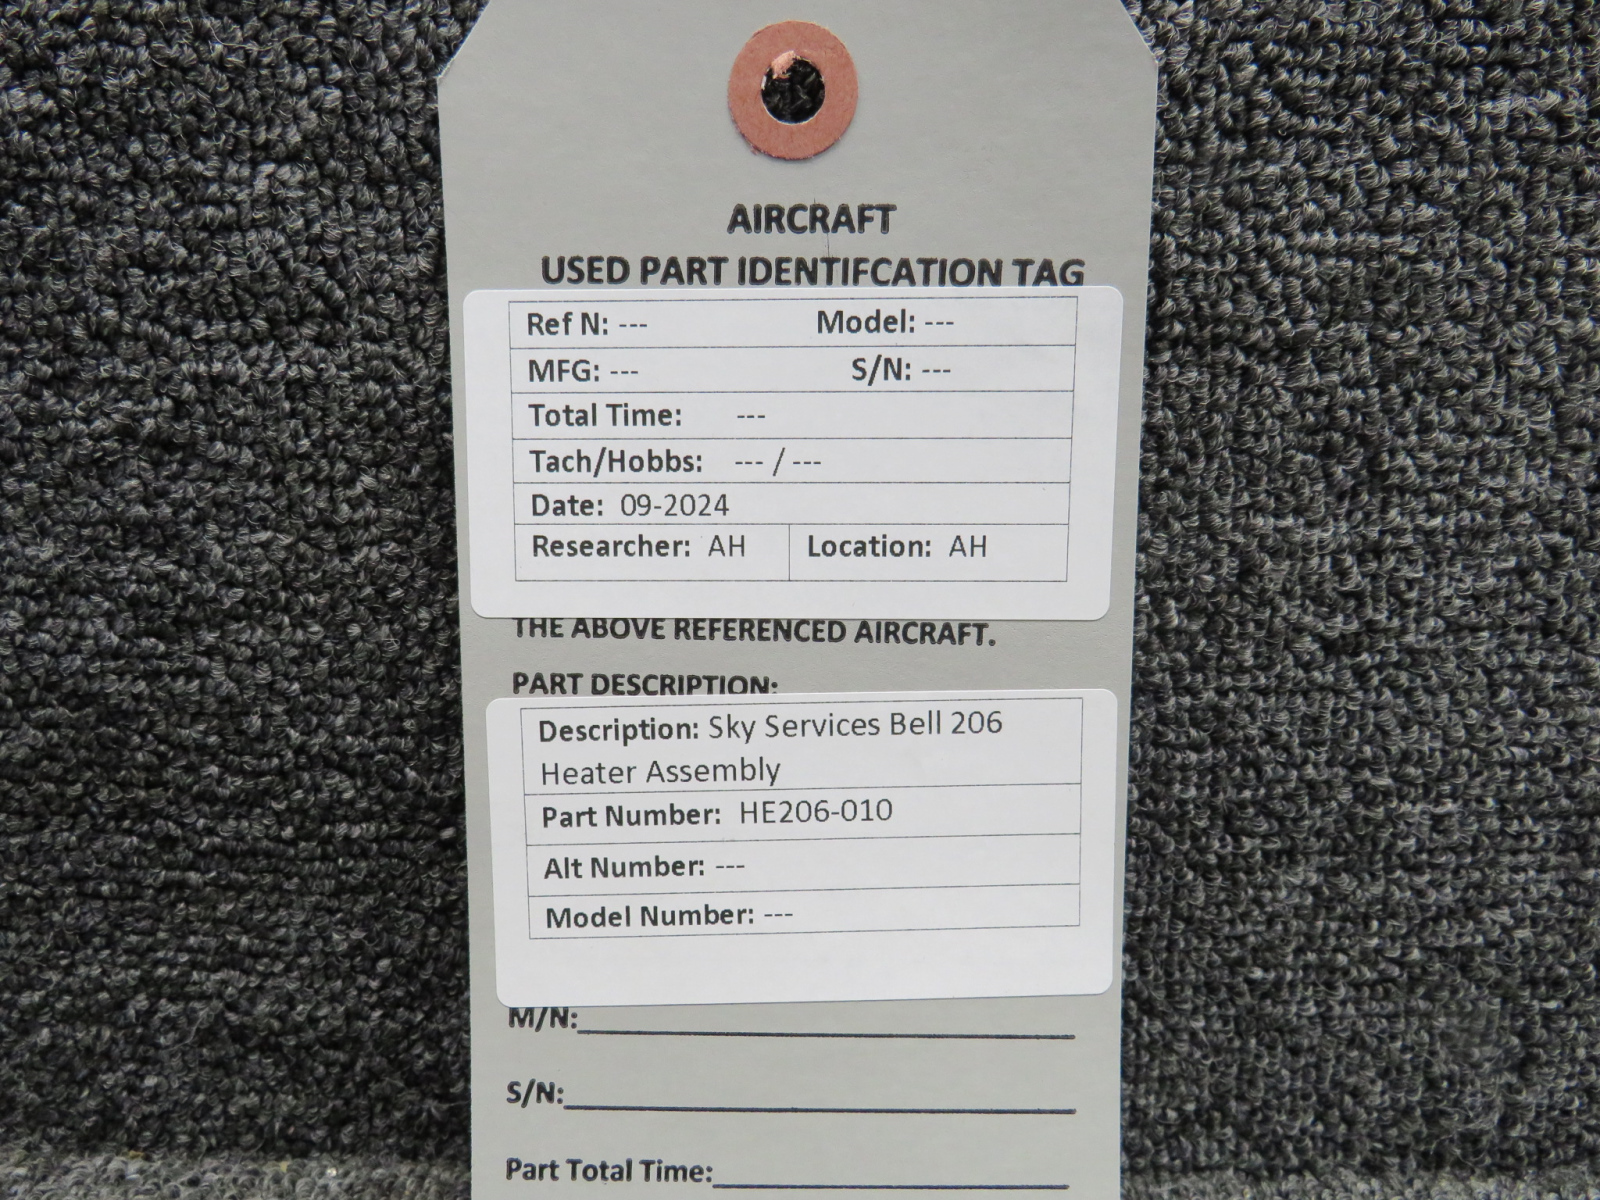 AIRCRAFT
USED PART IDENTIFCATION TAG
Ref N: --- Model: ---
MFG: --- S/N: ---
Total Time: ---
Tach/Hobbs: --- / ---
Date: 09-2024
Researcher: AH Location: AH
THE ABOVE REFERENCED AIRCRAFT.
PART DESCRIPTION:
Description: Sky Services Bell 206
Heater Assembly
Part Number: HE206-010
Alt Number: ---
Model Number: ---
M/N:
S/N:
Part Total Time: